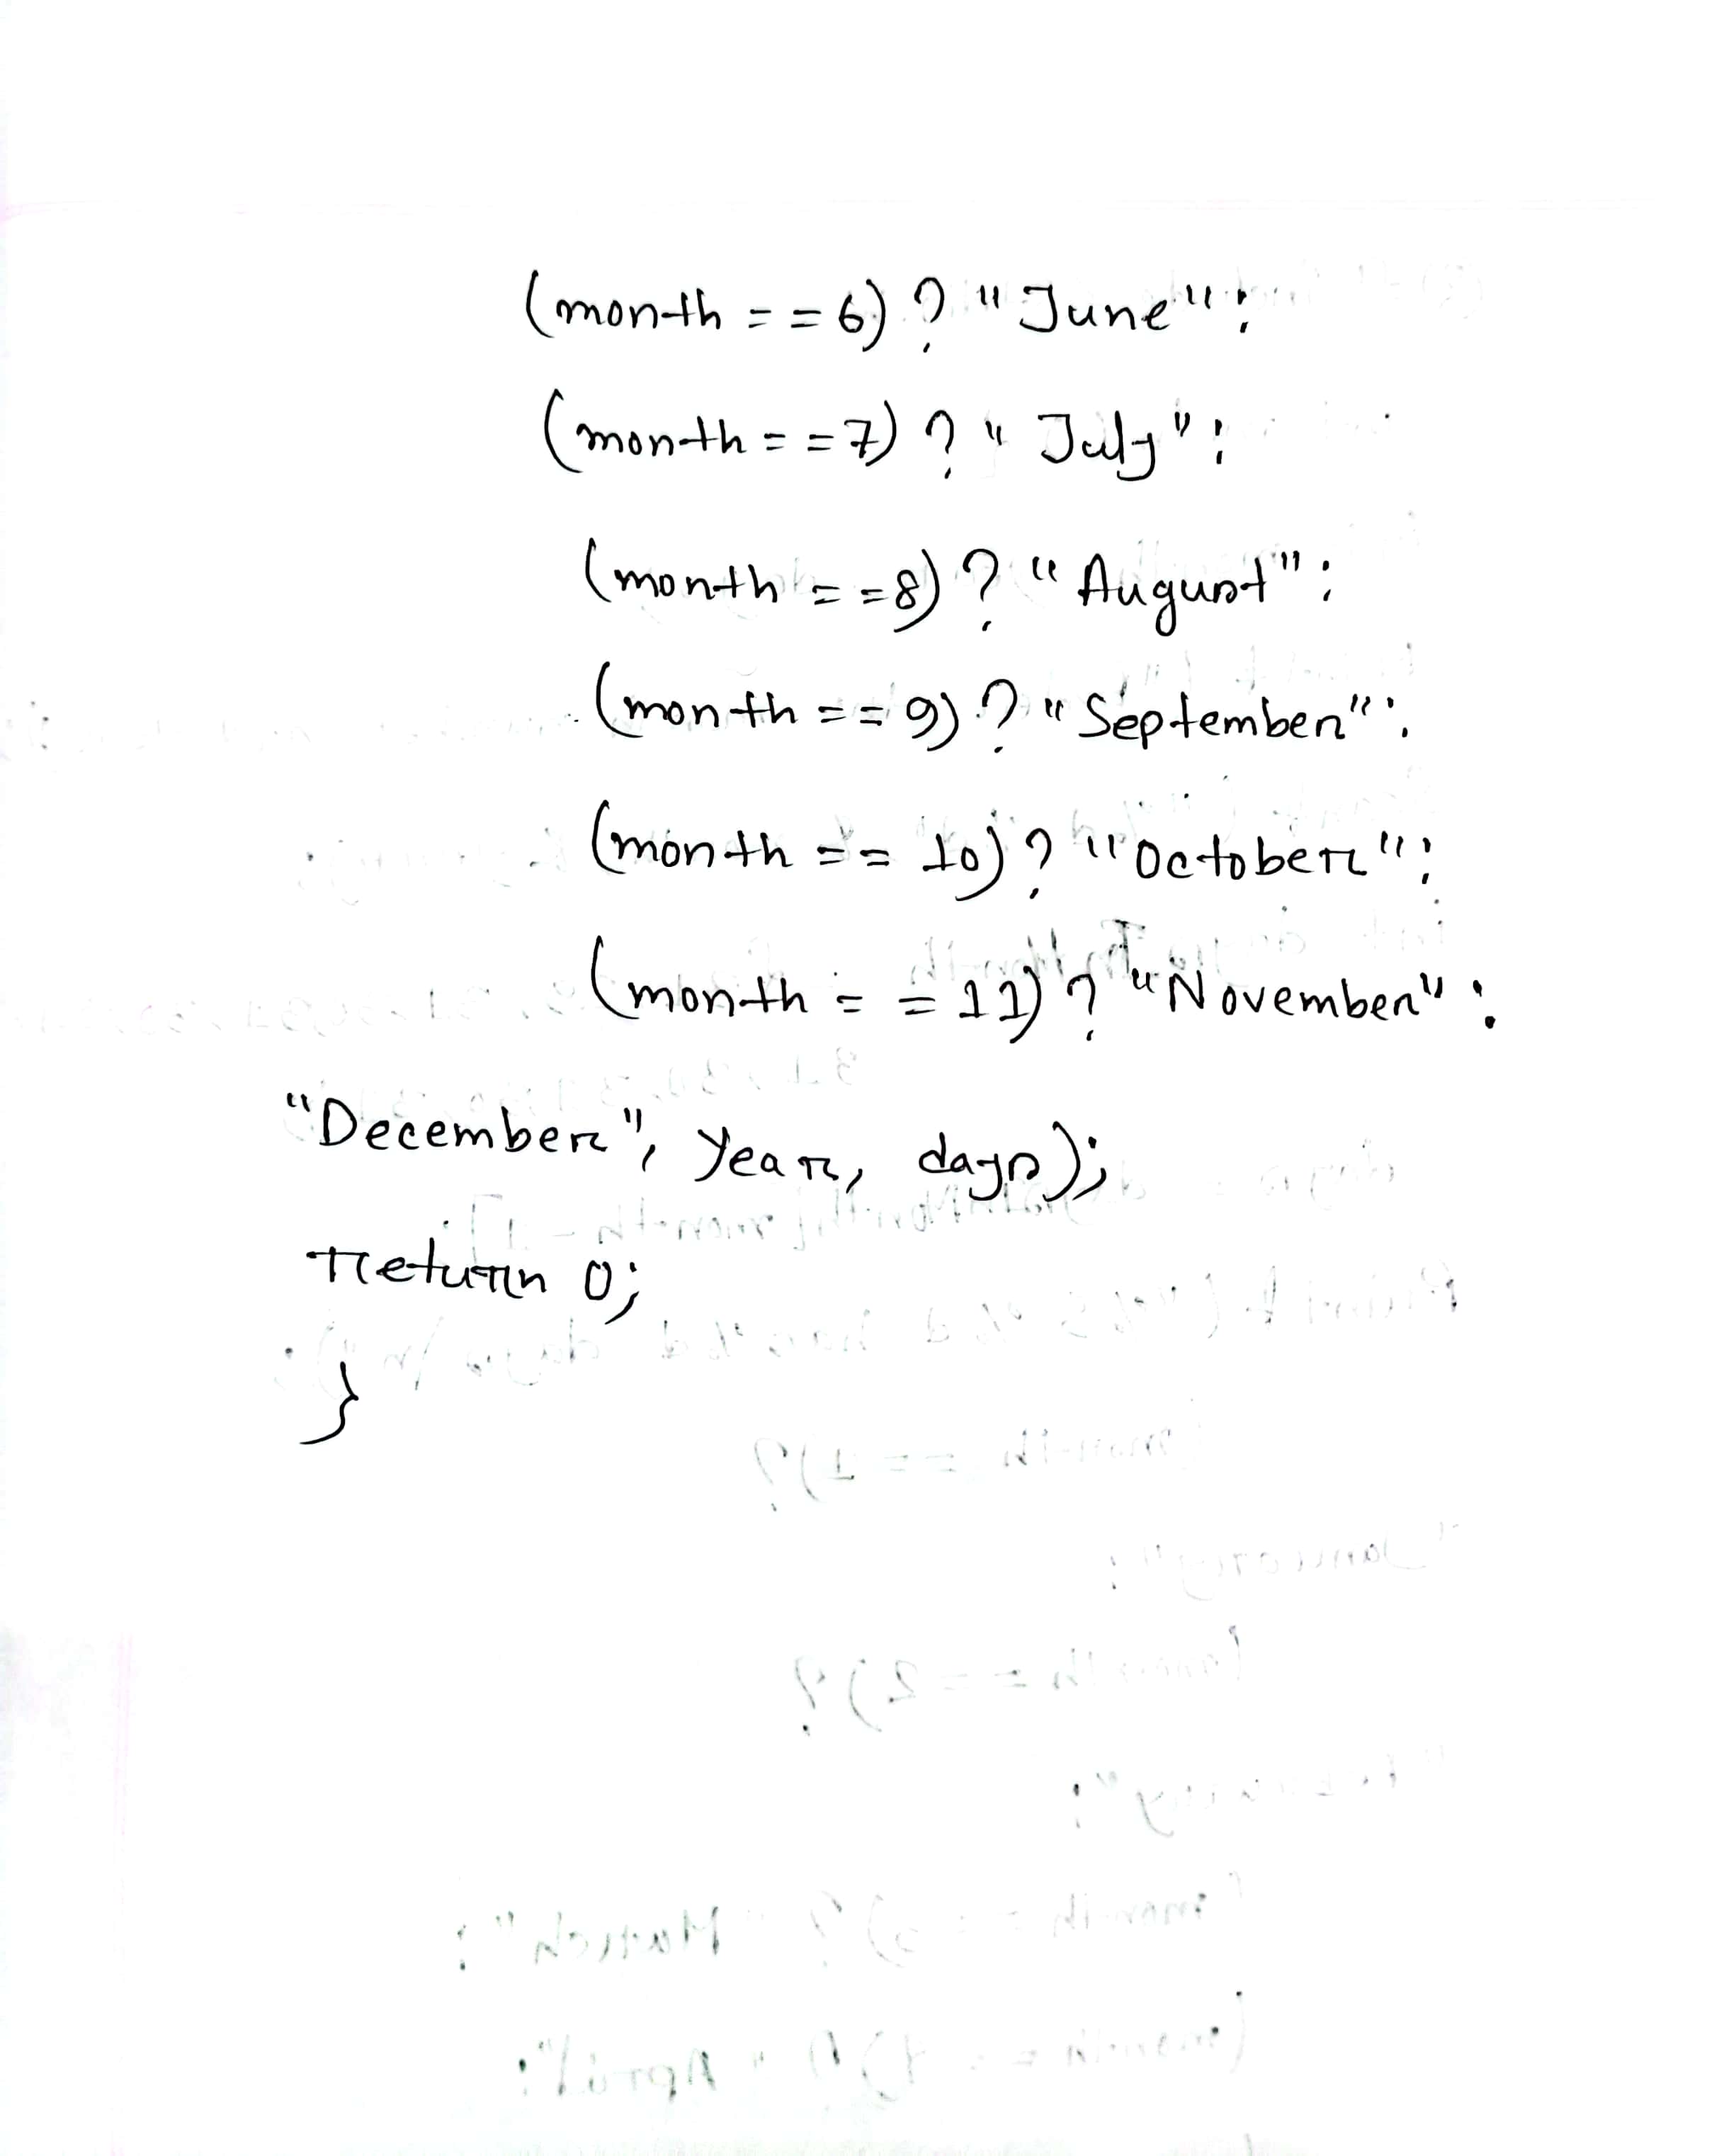 (month == 6) ? "June" :
(month == 7) ? "July" :
(month == 8) ? "August" :
(month == 9) ? "September" :
(month == 10) ? "October" :
(month == 11) ? "November" :
"December", year, days);
return 0;
}